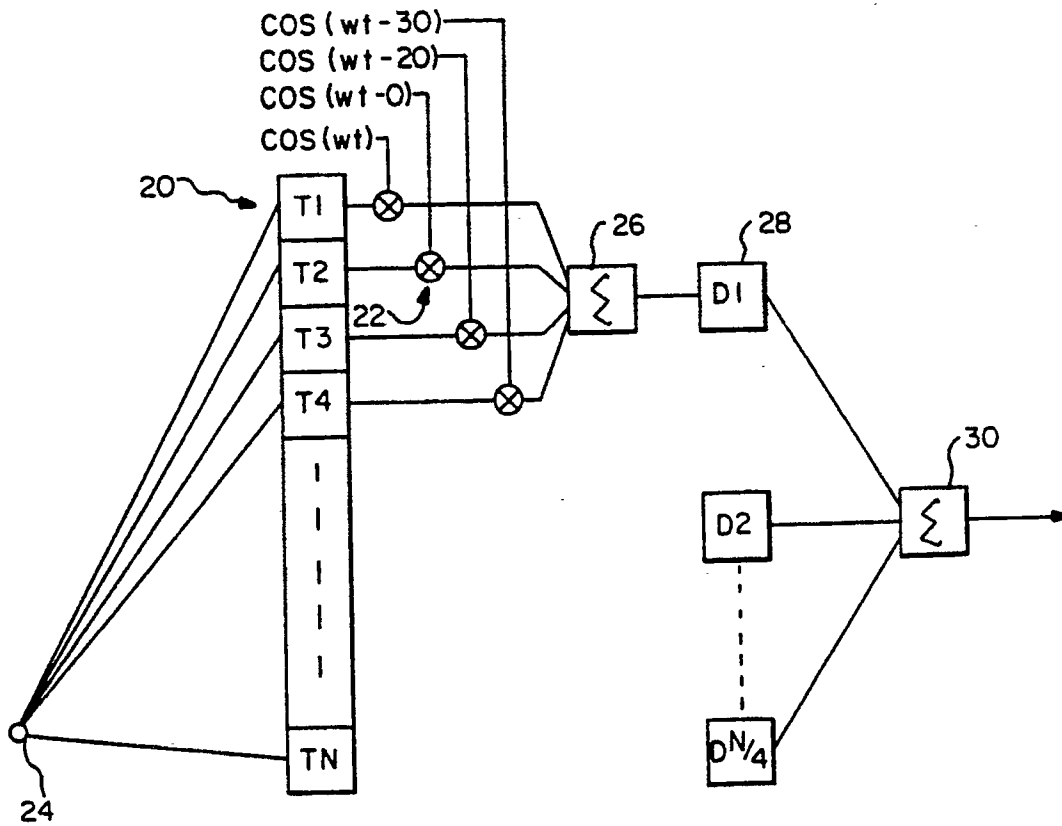 COS (wt-30)
COS (wt-20)
COS (wt-0)
COS (wt)
20
T1
T2
22
T3
T4
TN
24
26
Σ
28
D1
D2
D N/4
30
Σ